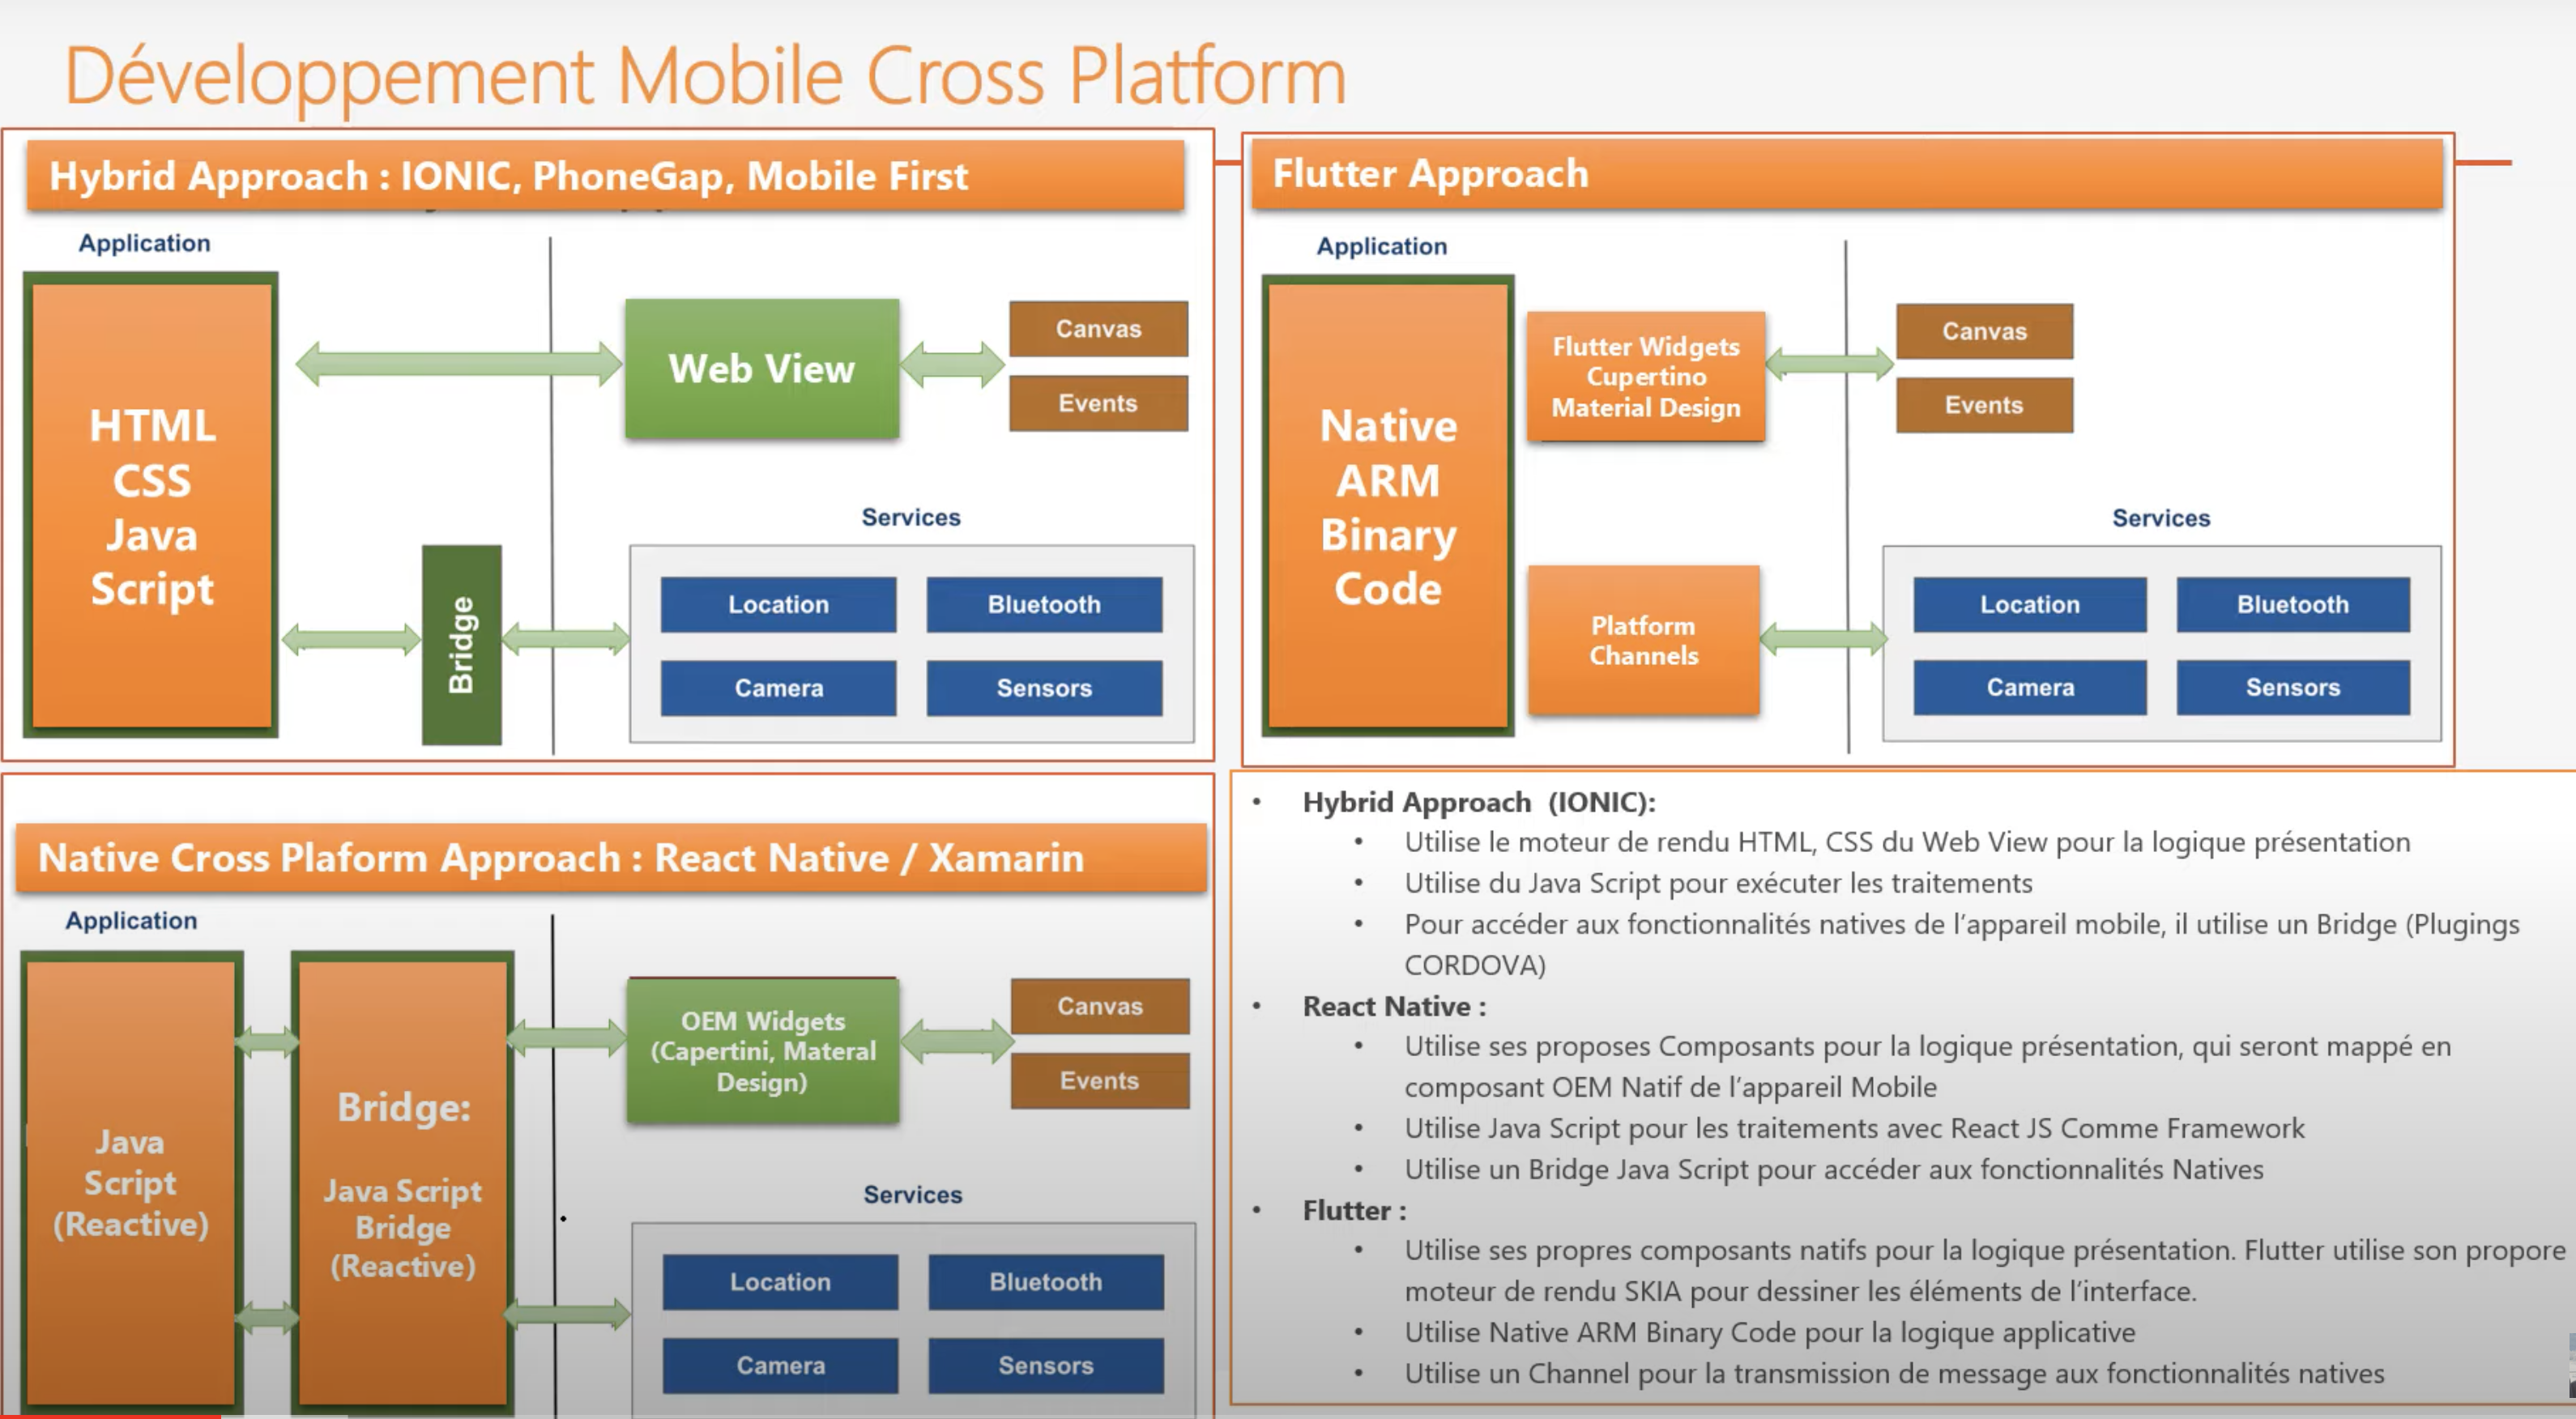 Développement Mobile Cross Platform
Hybrid Approach : IONIC, PhoneGap, Mobile First
Application
HTML
CSS
Java
Script
Bridge
Web View
Canvas
Events
Services
Location
Bluetooth
Camera
Sensors
Flutter Approach
Application
Native
ARM
Binary
Code
Flutter Widgets
Cupertino
Material Design
Platform
Channels
Canvas
Events
Services
Location
Bluetooth
Camera
Sensors
Native Cross Plaform Approach : React Native / Xamarin
Application
Java
Script
(Reactive)
Bridge:
Java Script
Bridge
(Reactive)
OEM Widgets
(Capertini, Materal
Design)
Canvas
Events
Services
Location
Bluetooth
Camera
Sensors
• Hybrid Approach (IONIC):
• Utilise le moteur de rendu HTML, CSS du Web View pour la logique présentation
• Utilise du Java Script pour exécuter les traitements
• Pour accéder aux fonctionnalités natives de l’appareil mobile, il utilise un Bridge (Plugings
CORDOVA)
• React Native :
• Utilise ses proposes Composants pour la logique présentation, qui seront mappé en
composant OEM Natif de l’appareil Mobile
• Utilise Java Script pour les traitements avec React JS Comme Framework
• Utilise un Bridge Java Script pour accéder aux fonctionnalités Natives
• Flutter :
• Utilise ses propres composants natifs pour la logique présentation. Flutter utilise son propore
moteur de rendu SKIA pour dessiner les éléments de l’interface.
• Utilise Native ARM Binary Code pour la logique applicative
• Utilise un Channel pour la transmission de message aux fonctionnalités natives